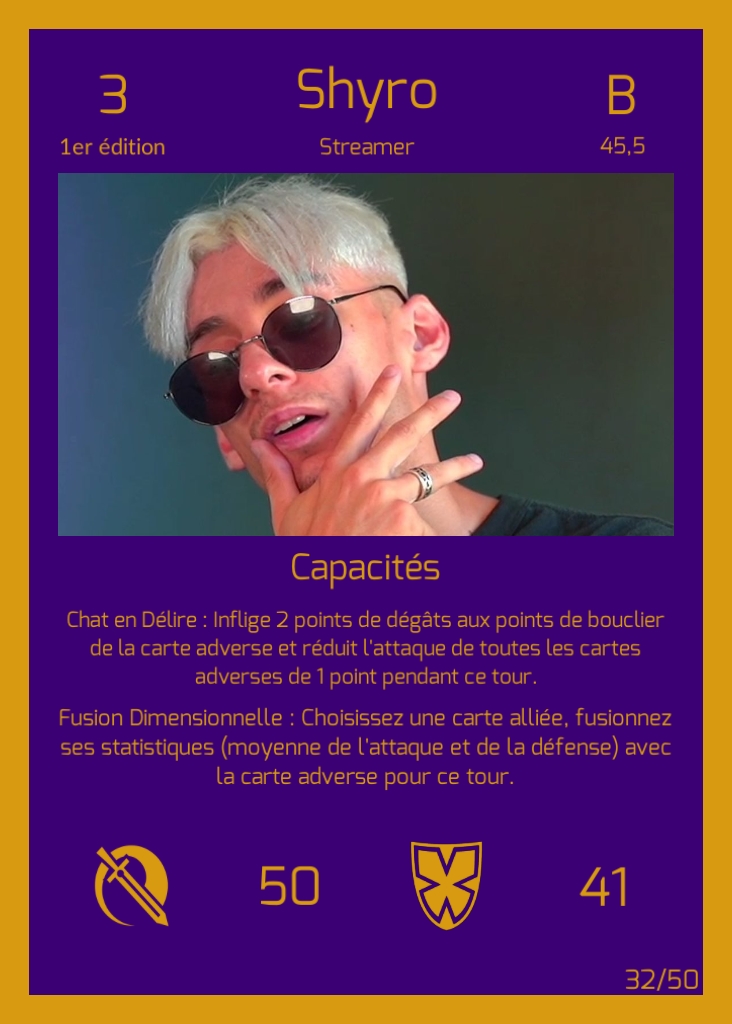 3
Shyro
B
1er édition
Streamer
45,5
Capacités
Chat en Délire : Inflige 2 points de dégâts aux points de bouclier
de la carte adverse et réduit l'attaque de toutes les cartes
adverses de 1 point pendant ce tour.
Fusion Dimensionnelle : Choisissez une carte alliée, fusionnez
ses statistiques (moyenne de l'attaque et de la défense) avec
la carte adverse pour ce tour.
50
41
32/50